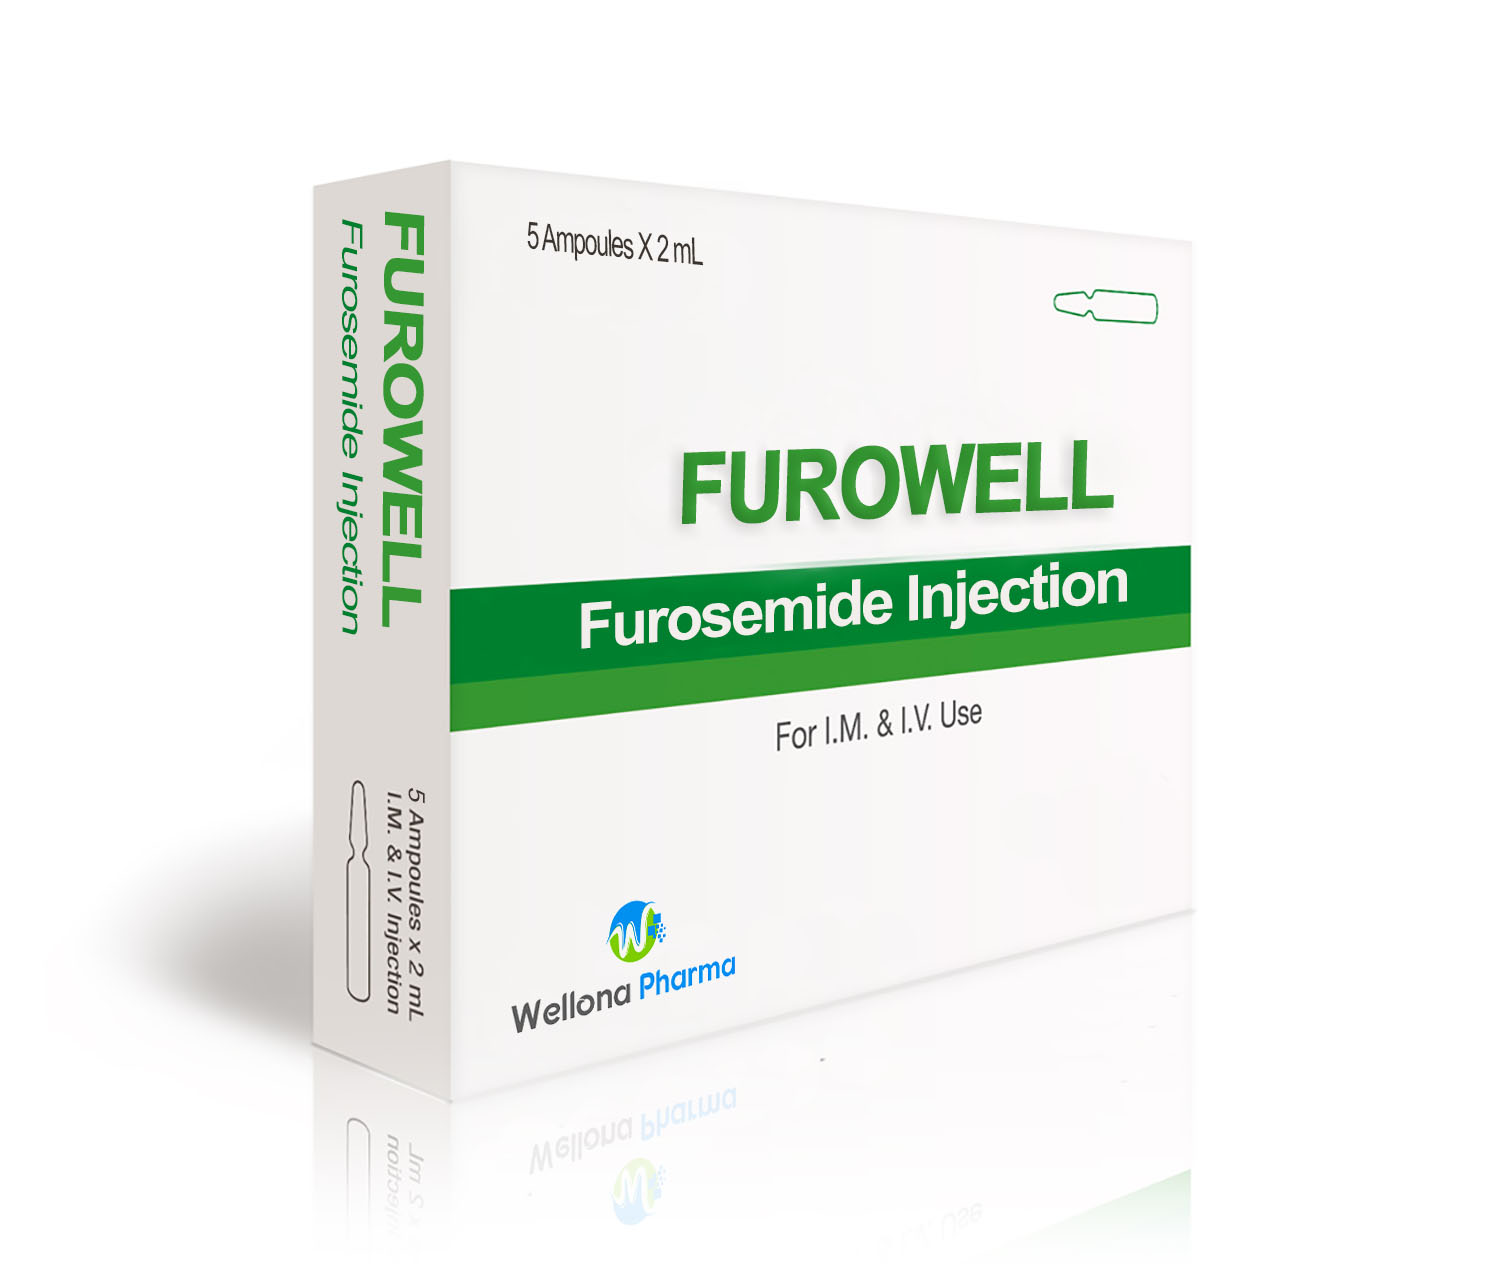 5 Ampoules X 2 mL
FUROWELL
Furosemide Injection
For I.M. & I.V. Use
Wellona Pharma
FUROWELL
Furosemide Injection
5 Ampoules x 2 mL
I.M. & I.V. Injection